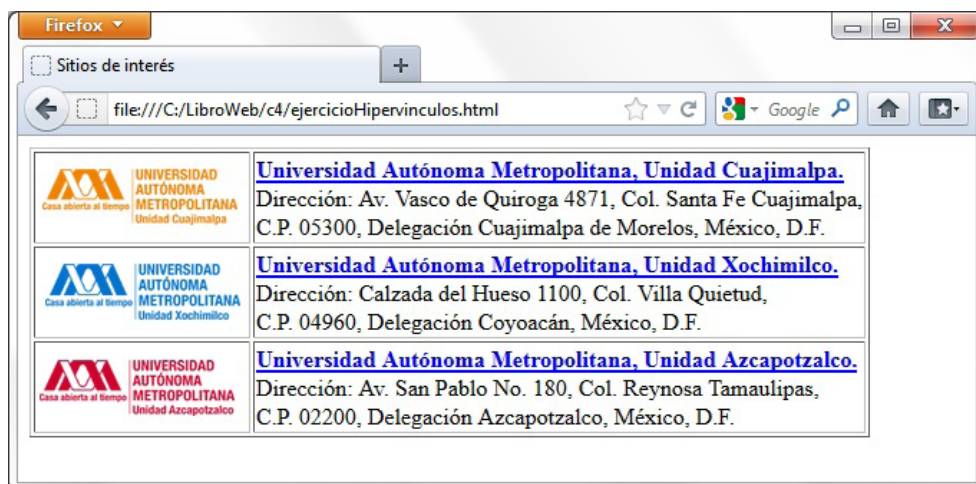 Firefox
Sitios de interés
file:///C:/LibroWeb/c4/ejercicioHipervinculos.html
Google
Casa abierta al tiempo
UNIVERSIDAD
AUTÓNOMA
METROPOLITANA
Unidad Cuajimalpa
Universidad Autónoma Metropolitana, Unidad Cuajimalpa.
Dirección: Av. Vasco de Quiroga 4871, Col. Santa Fe Cuajimalpa,
C.P. 05300, Delegación Cuajimalpa de Morelos, México, D.F.
Casa abierta al tiempo
UNIVERSIDAD
AUTÓNOMA
METROPOLITANA
Unidad Xochimilco
Universidad Autónoma Metropolitana, Unidad Xochimilco.
Dirección: Calzada del Hueso 1100, Col. Villa Quietud,
C.P. 04960, Delegación Coyoacán, México, D.F.
Casa abierta al tiempo
UNIVERSIDAD
AUTÓNOMA
METROPOLITANA
Unidad Azcapotzalco
Universidad Autónoma Metropolitana, Unidad Azcapotzalco.
Dirección: Av. San Pablo No. 180, Col. Reynosa Tamaulipas,
C.P. 02200, Delegación Azcapotzalco, México, D.F.